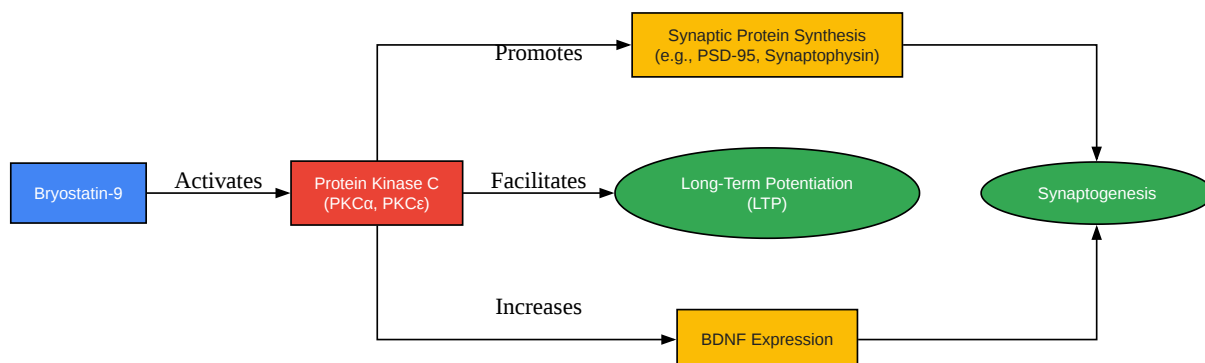 Synaptic Protein Synthesis
(e.g., PSD-95, Synaptophysin)
Promotes
Bryostatin-9
Activates
Protein Kinase C
(PKCα, PKCε)
Facilitates
Long-Term Potentiation
(LTP)
Synaptogenesis
Increases
BDNF Expression